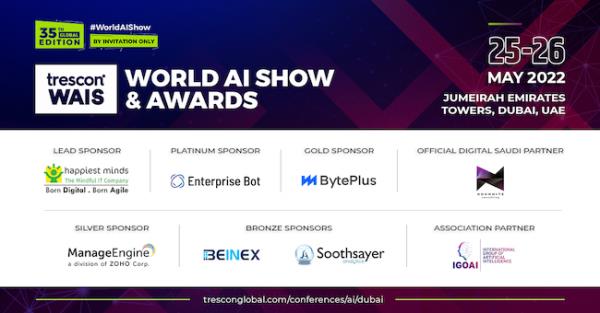 35TH GLOBAL EDITION
#WorldAIShow
BY INVITATION ONLY
trescon
WAIS
WORLD AI SHOW
& AWARDS
25-26
MAY 2022
JUMEIRAH EMIRATES
TOWERS, DUBAI, UAE
LEAD SPONSOR
happiest minds
The Mindful IT Company
Born Digital . Born Agile
PLATINUM SPONSOR
Enterprise Bot
GOLD SPONSOR
BytePlus
OFFICIAL DIGITAL SAUDI PARTNER
SILVER SPONSOR
ManageEngine
a division of ZOHO Corp.
BRONZE SPONSORS
BEINEX
Soothsayer
analytics
ASSOCIATION PARTNER
IGOAI
INTERNATIONAL
GROUP OF
ARTIFICIAL
INTELLIGENCE
tresconglobal.com/conferences/ai/dubai